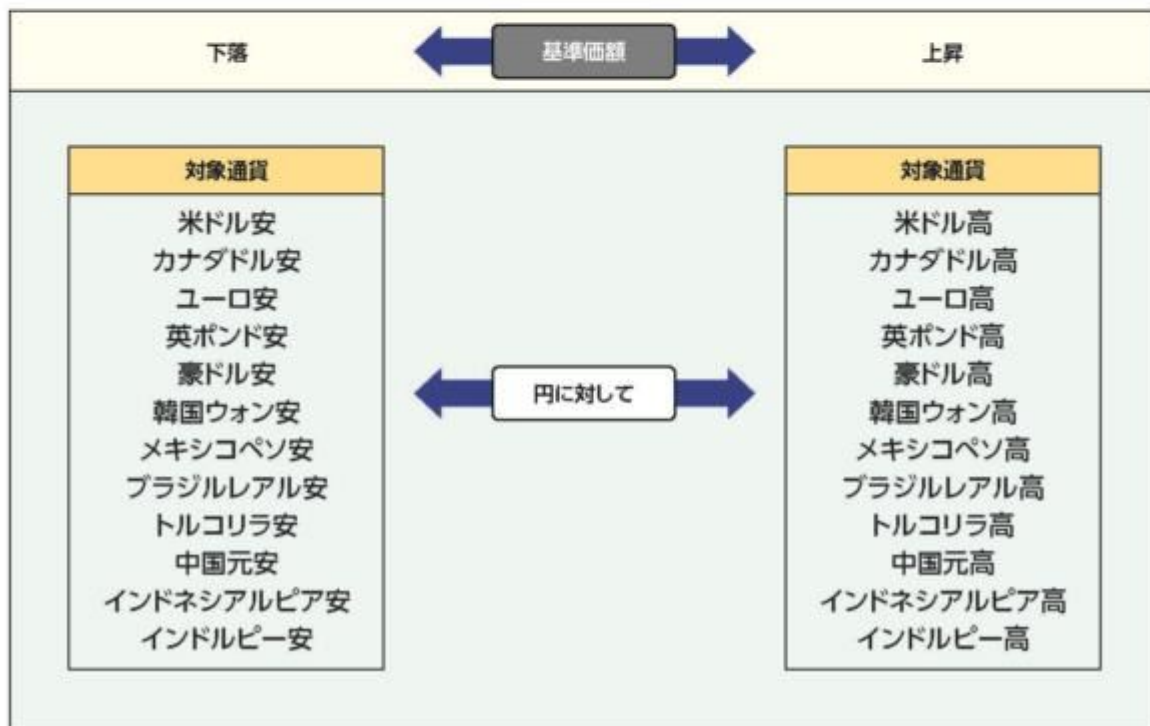 下落
基準価額
上昇
対象通貨
米ドル安
カナダドル安
ユーロ安
英ポンド安
豪ドル安
韓国ウォン安
メキシコペソ安
ブラジルレアル安
トルコリラ安
中国元安
インドネシアルピア安
インドルピー安
円に対して
対象通貨
米ドル高
カナダドル高
ユーロ高
英ポンド高
豪ドル高
韓国ウォン高
メキシコペソ高
ブラジルレアル高
トルコリラ高
中国元高
インドネシアルピア高
インドルピー高